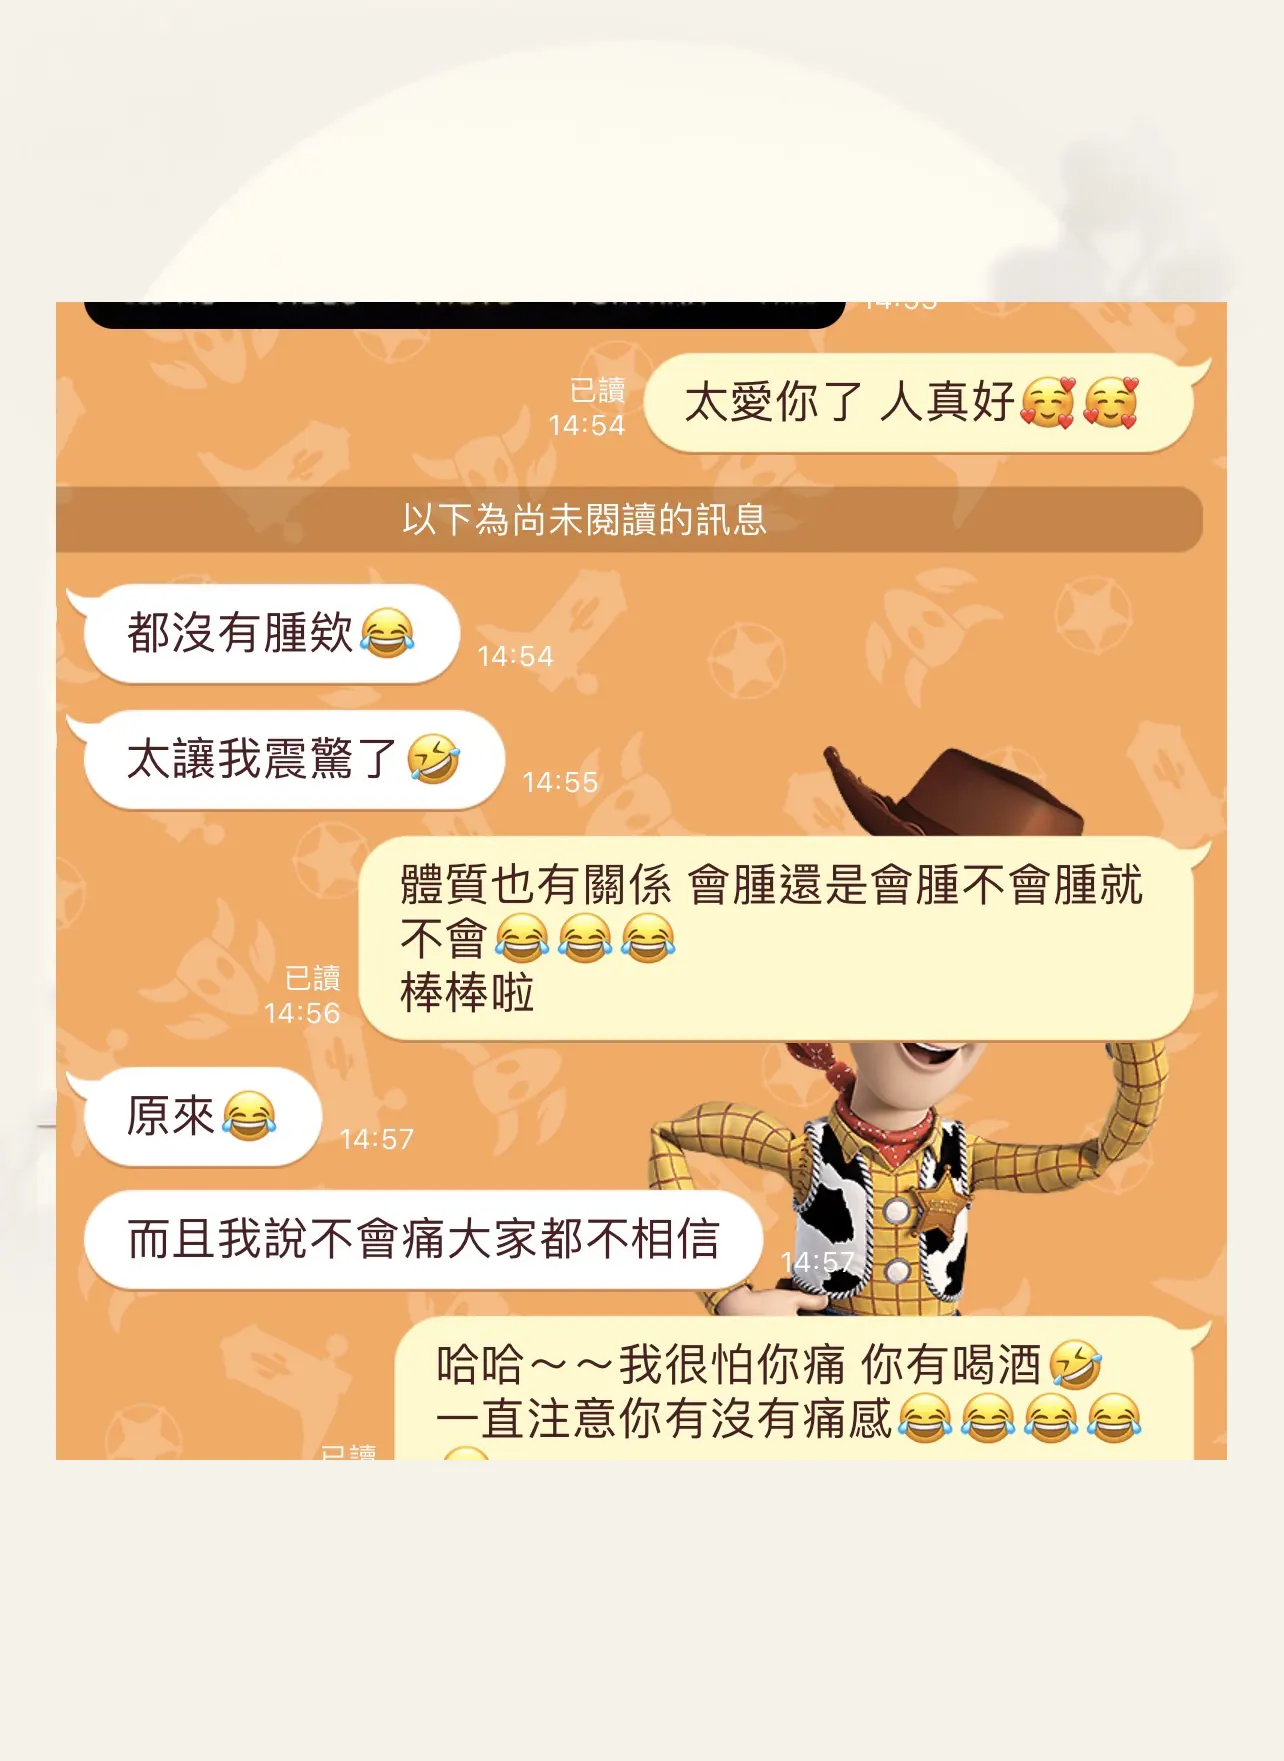 已讀
14:54
太愛你了 人真好🥰🥰
以下為尚未閱讀的訊息
都沒有腫欸😂
14:54
太讓我震驚了🤣
14:55
體質也有關係 會腫還是會腫不會腫就
不會😂😂😂
棒棒啦
已讀
14:56
原來😂
14:57
而且我說不會痛大家都不相信
14:57
哈哈～～我很怕你痛 你有喝酒🤣
一直注意你有沒有痛感😂😂😂😂
已讀